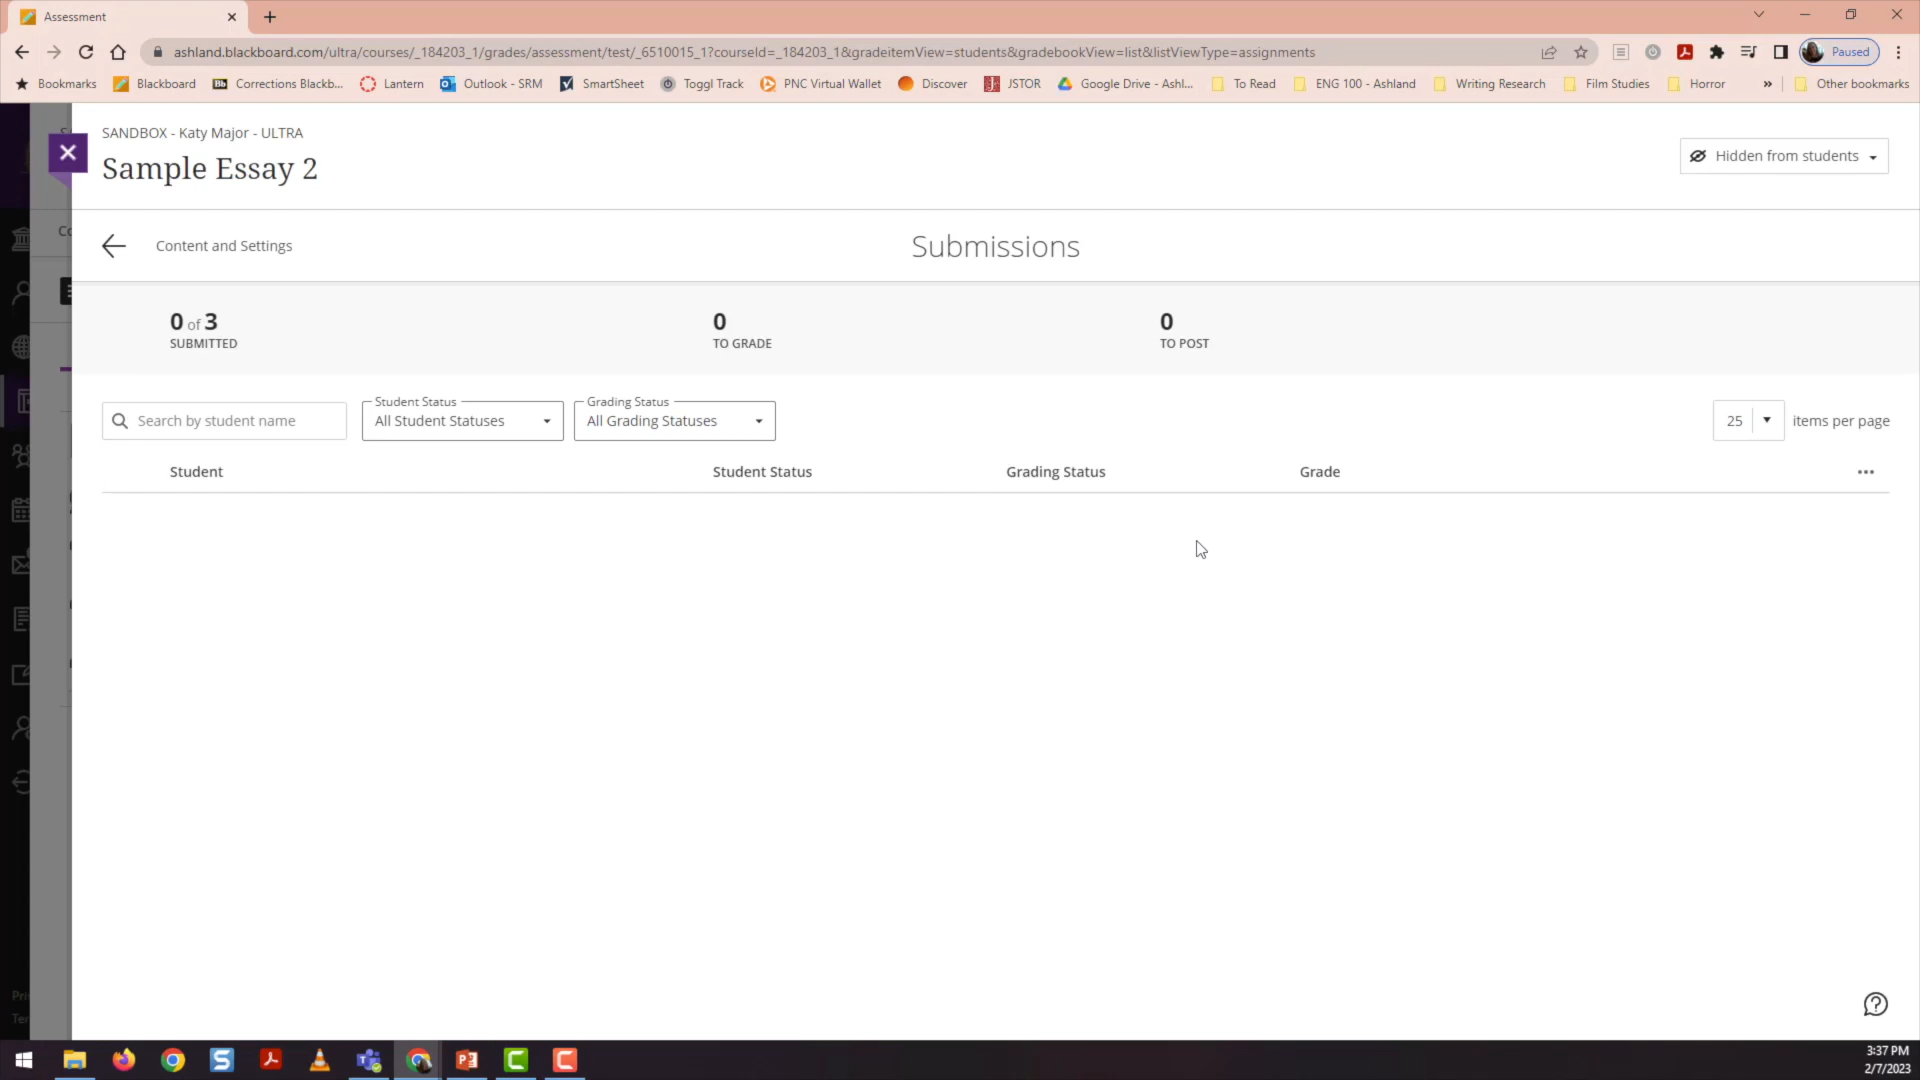 Assessment
ashland.blackboard.com/ultra/courses/_184203_1/grades/assessment/test/_6510015_1?courseId=_184203_1&gradeitemView=students&gradebookView=list&listViewType=assignments
Paused
Bookmarks Blackboard Corrections Blackb... Lantern Outlook - SRM SmartSheet Toggl Track PNC Virtual Wallet Discover JSTOR Google Drive - Ashl... To Read ENG 100 - Ashland Writing Research Film Studies Horror » Other bookmarks
SANDBOX - Katy Major - ULTRA
Sample Essay 2
Hidden from students
Content and Settings
Submissions
0 of 3
SUBMITTED
0
TO GRADE
0
TO POST
Search by student name
Student Status
All Student Statuses
Grading Status
All Grading Statuses
25 items per page
Student Student Status Grading Status Grade
3:37 PM
2/7/2023